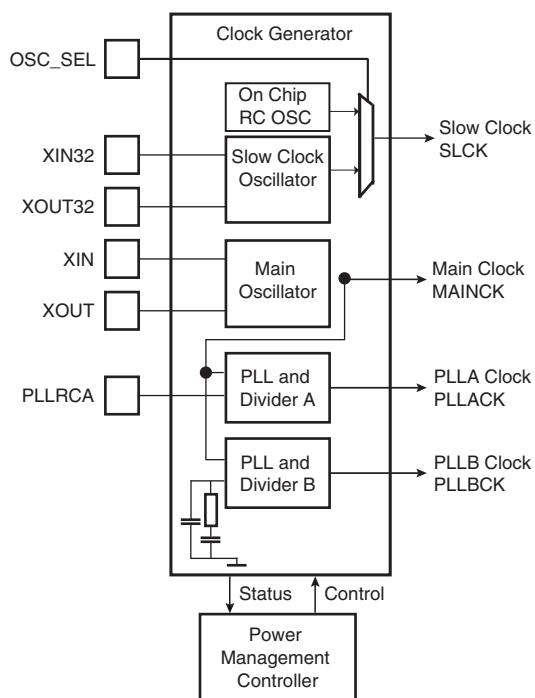 Clock Generator
OSC_SEL
On Chip
RC OSC
Slow Clock
SLCK
XIN32
Slow Clock
Oscillator
XOUT32
XIN
Main
Oscillator
Main Clock
MAINCK
XOUT
PLLRCA
PLL and
Divider A
PLLA Clock
PLLACK
PLL and
Divider B
PLLB Clock
PLLBCK
Status
Control
Power
Management
Controller